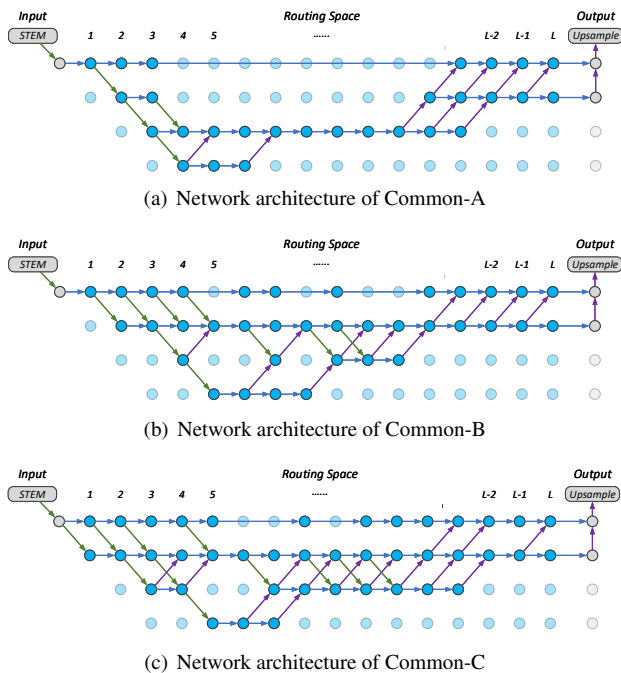 Input Routing Space Output
STEM 1 2 3 4 5 ...... L-2 L-1 L Upsample
(a) Network architecture of Common-A
Input Routing Space Output
STEM 1 2 3 4 5 ...... L-2 L-1 L Upsample
(b) Network architecture of Common-B
Input Routing Space Output
STEM 1 2 3 4 5 ...... L-2 L-1 L Upsample
(c) Network architecture of Common-C